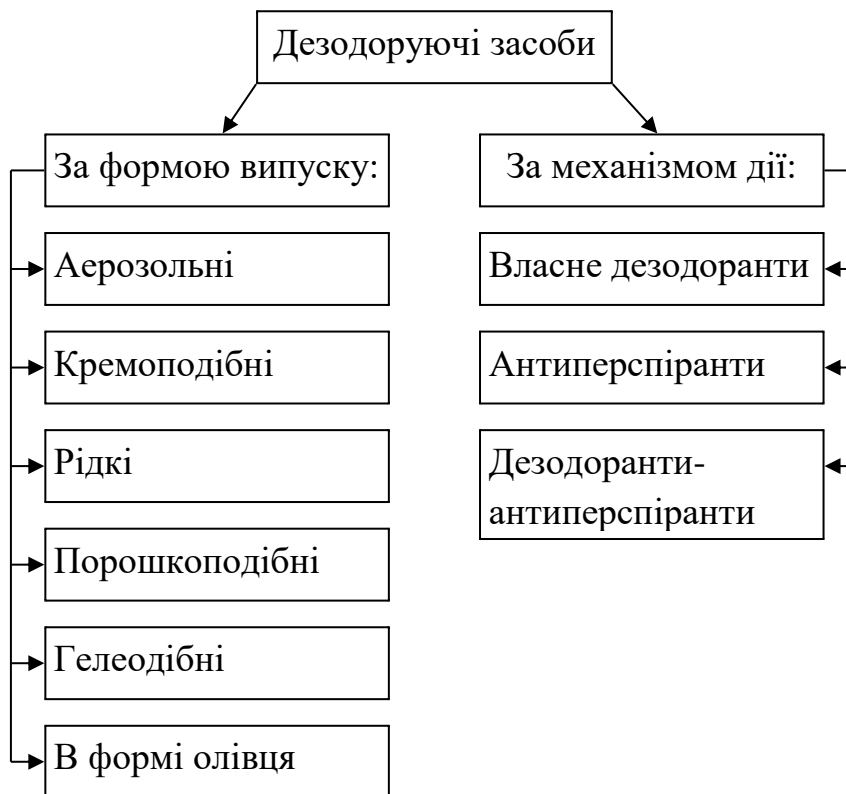 Дезодоруючі засоби
За формою випуску:
Аерозольні
Кремоподібні
Рідкі
Порошкоподібні
Гелеодібні
В формі олівця
За механізмом дії:
Власне дезодоранти
Антиперспіранти
Дезодоранти-
антиперспіранти